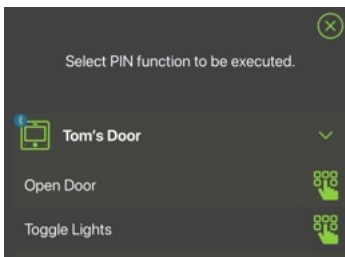 Select PIN function to be executed.
Tom's Door
Open Door
Toggle Lights